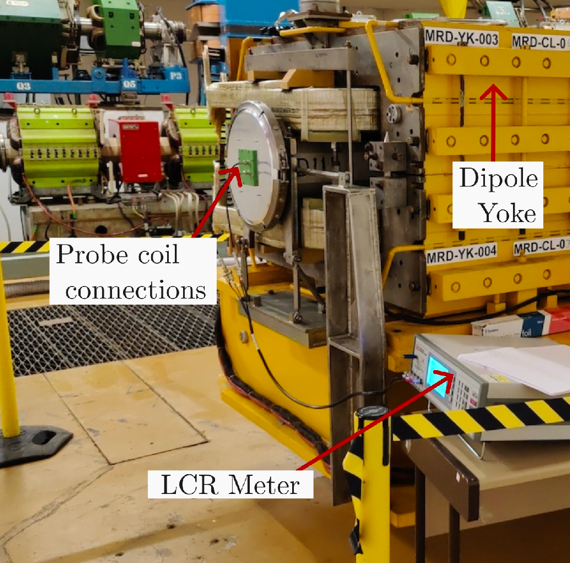 MRD-YK-003
MRD-CL-0
Q3
Q5
P3
Dipole
Yoke
Probe coil
connections
MRD-YK-004
MRD-CL-0
LCR Meter